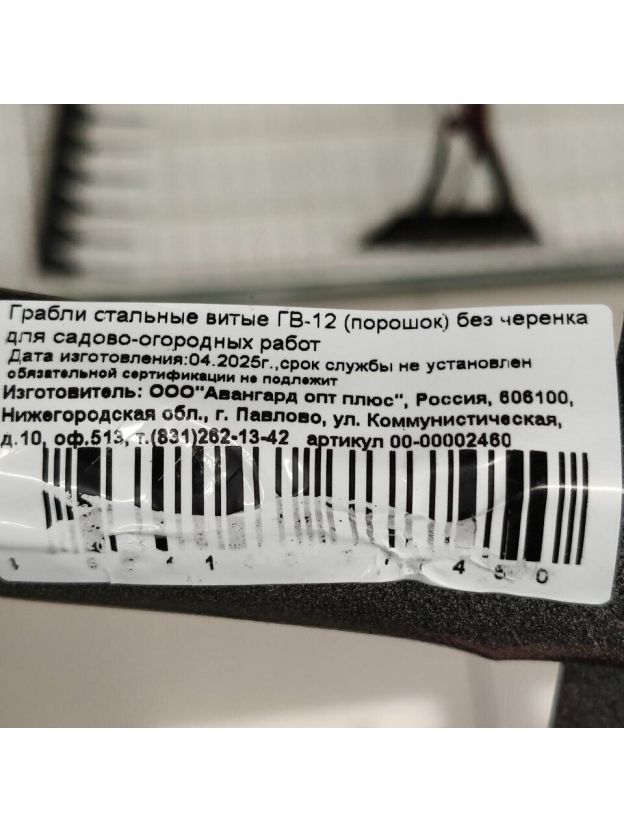 Грабли стальные витые ГВ-12 (порошок) без черенка
для садово-огородных работ
Дата изготовления:04.2025г.,срок службы не установлен
обязательной сертификации не подлежит
Изготовитель: ООО"Авангард опт плюс", Россия, 606100,
Нижегородская обл., г. Павлово, ул. Коммунистическая,
д.10, оф.513, т.(831)262-13-42 артикул 00-00002460